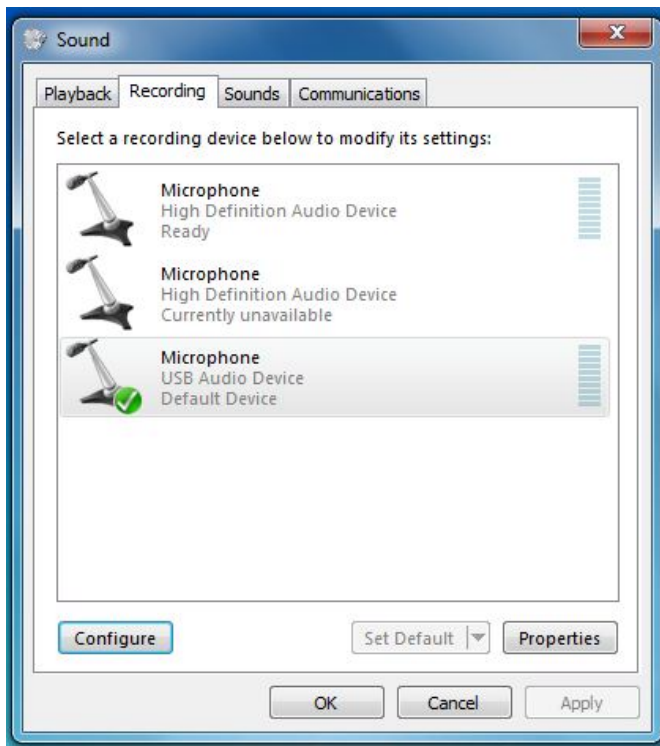 Sound
Playback Recording Sounds Communications
Select a recording device below to modify its settings:
Microphone
High Definition Audio Device
Ready
Microphone
High Definition Audio Device
Currently unavailable
Microphone
USB Audio Device
Default Device
Configure Set Default Properties
OK Cancel Apply